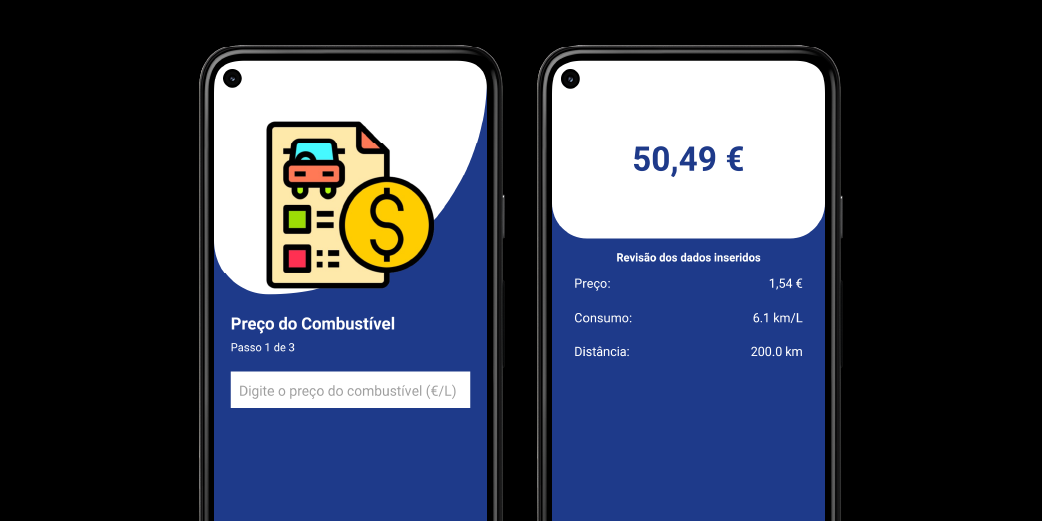 Preço do Combustível
Passo 1 de 3
Digite o preço do combustível (€/L)
50,49 €
Revisão dos dados inseridos
Preço: 1,54 €
Consumo: 6.1 km/L
Distância: 200.0 km